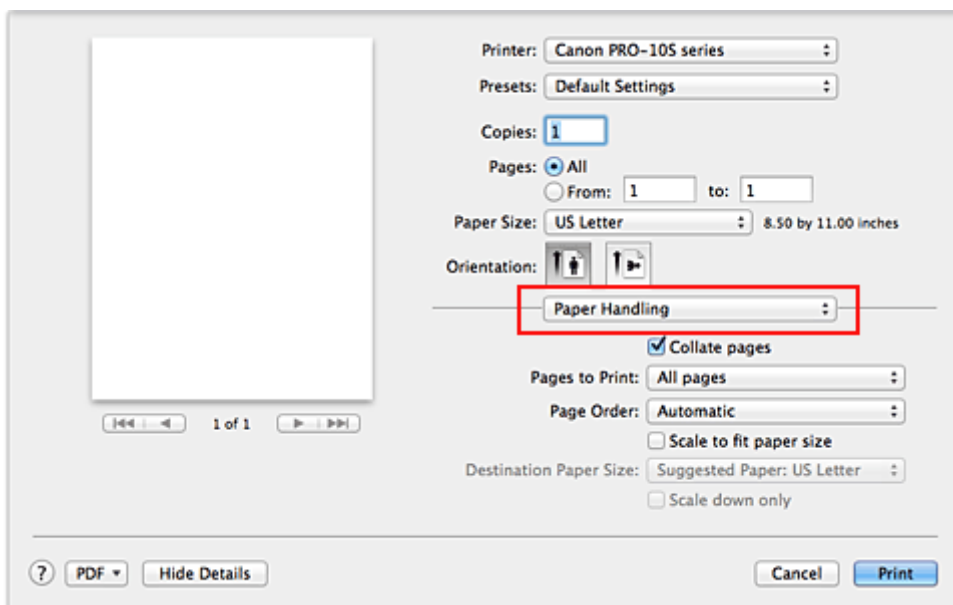 Printer: Canon PRO-10S series
Presets: Default Settings
Copies: 1
Pages: All
From: 1 to: 1
Paper Size: US Letter 8.50 by 11.00 inches
Orientation:
Paper Handling
Collate pages
Pages to Print: All pages
1 of 1
Page Order: Automatic
Scale to fit paper size
Destination Paper Size: Suggested Paper: US Letter
Scale down only
? PDF Hide Details Cancel Print